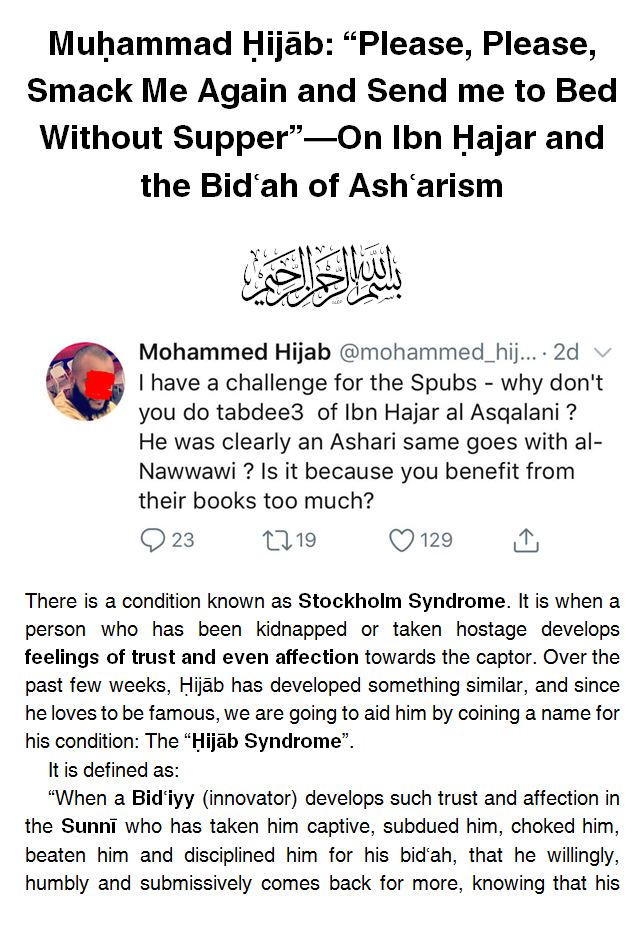 Muḥammad Ḥijāb: “Please, Please,
Smack Me Again and Send me to Bed
Without Supper”—On Ibn Ḥajar and
the Bidʿah of Ashʿarism
بسم الله الرحمن الرحيم
Mohammed Hijab @mohammed_hij... · 2d
I have a challenge for the Spubs - why don't
you do tabdee3 of Ibn Hajar al Asqalani ?
He was clearly an Ashari same goes with al-
Nawwawi ? Is it because you benefit from
their books too much?
23 19 129
There is a condition known as Stockholm Syndrome. It is when a
person who has been kidnapped or taken hostage develops
feelings of trust and even affection towards the captor. Over the
past few weeks, Ḥijāb has developed something similar, and since
he loves to be famous, we are going to aid him by coining a name for
his condition: The “Ḥijāb Syndrome”.
It is defined as:
“When a Bidʿiyy (innovator) develops such trust and affection in
the Sunnī who has taken him captive, subdued him, choked him,
beaten him and disciplined him for his bidʿah, that he willingly,
humbly and submissively comes back for more, knowing that his